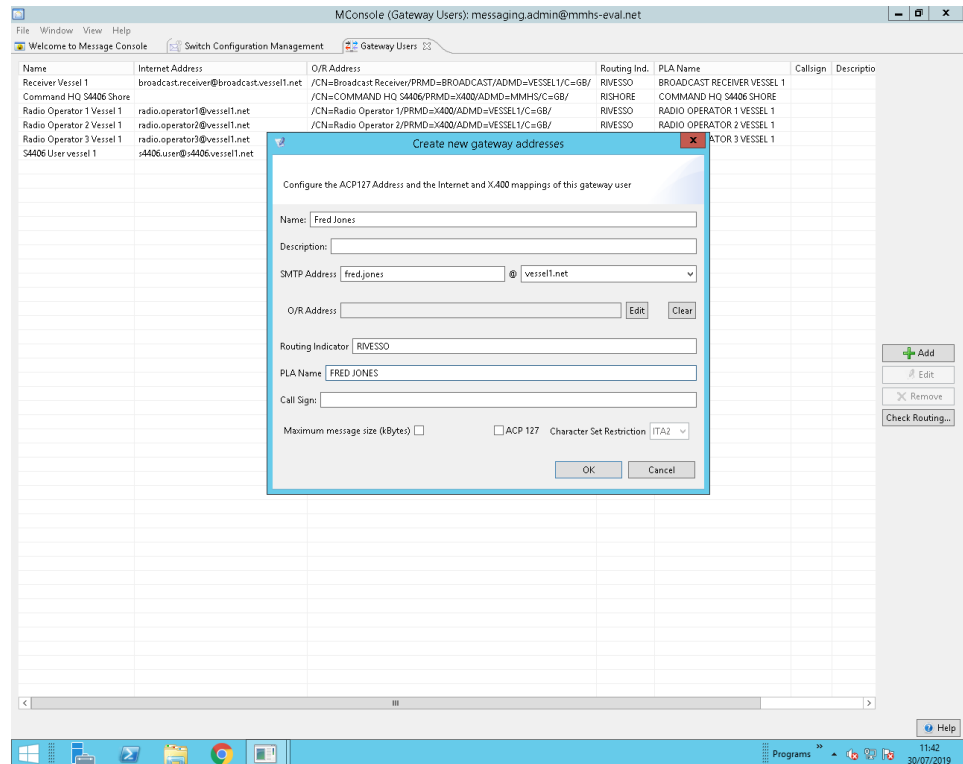 MConsole (Gateway Users): messaging.admin@mmhs-eval.net
File Window View Help
Welcome to Message Console Switch Configuration Management Gateway Users
Name Internet Address O/R Address Routing Ind. PLA Name Callsign Descriptio
Receiver Vessel 1 broadcast.receiver@broadcast.vessel1.net /CN=Broadcast Receiver/PRMD=BROADCAST/ADMD=VESSEL1/C=GB/ RIVESSO BROADCAST RECEIVER VESSEL 1
Command HQ S4406 Shore /CN=COMMAND HQ S4406/PRMD=X400/ADMD=MMHS/C=GB/ RISHORE COMMAND HQ S4406 SHORE
Radio Operator 1 Vessel 1 radio.operator1@vessel1.net /CN=Radio Operator 1/PRMD=X400/ADMD=VESSEL1/C=GB/ RIVESSO RADIO OPERATOR 1 VESSEL 1
Radio Operator 2 Vessel 1 radio.operator2@vessel1.net /CN=Radio Operator 2/PRMD=X400/ADMD=VESSEL1/C=GB/ RIVESSO RADIO OPERATOR 2 VESSEL 1
Radio Operator 3 Vessel 1 radio.operator3@vessel1.net ATOR 3 VESSEL 1
S4406 User vessel 1 s4406.user@s4406.vessel1.net
Create new gateway addresses
Configure the ACP127 Address and the Internet and X.400 mappings of this gateway user
Name: Fred Jones
Description:
SMTP Address fred.jones @ vessel1.net
O/R Address Edit Clear
Routing Indicator RIVESSO
PLA Name FRED JONES
Call Sign:
Maximum message size (kBytes) ACP 127 Character Set Restriction ITA2
OK Cancel
Add
Edit
Remove
Check Routing...
Help
Programs
11:42
30/07/2019